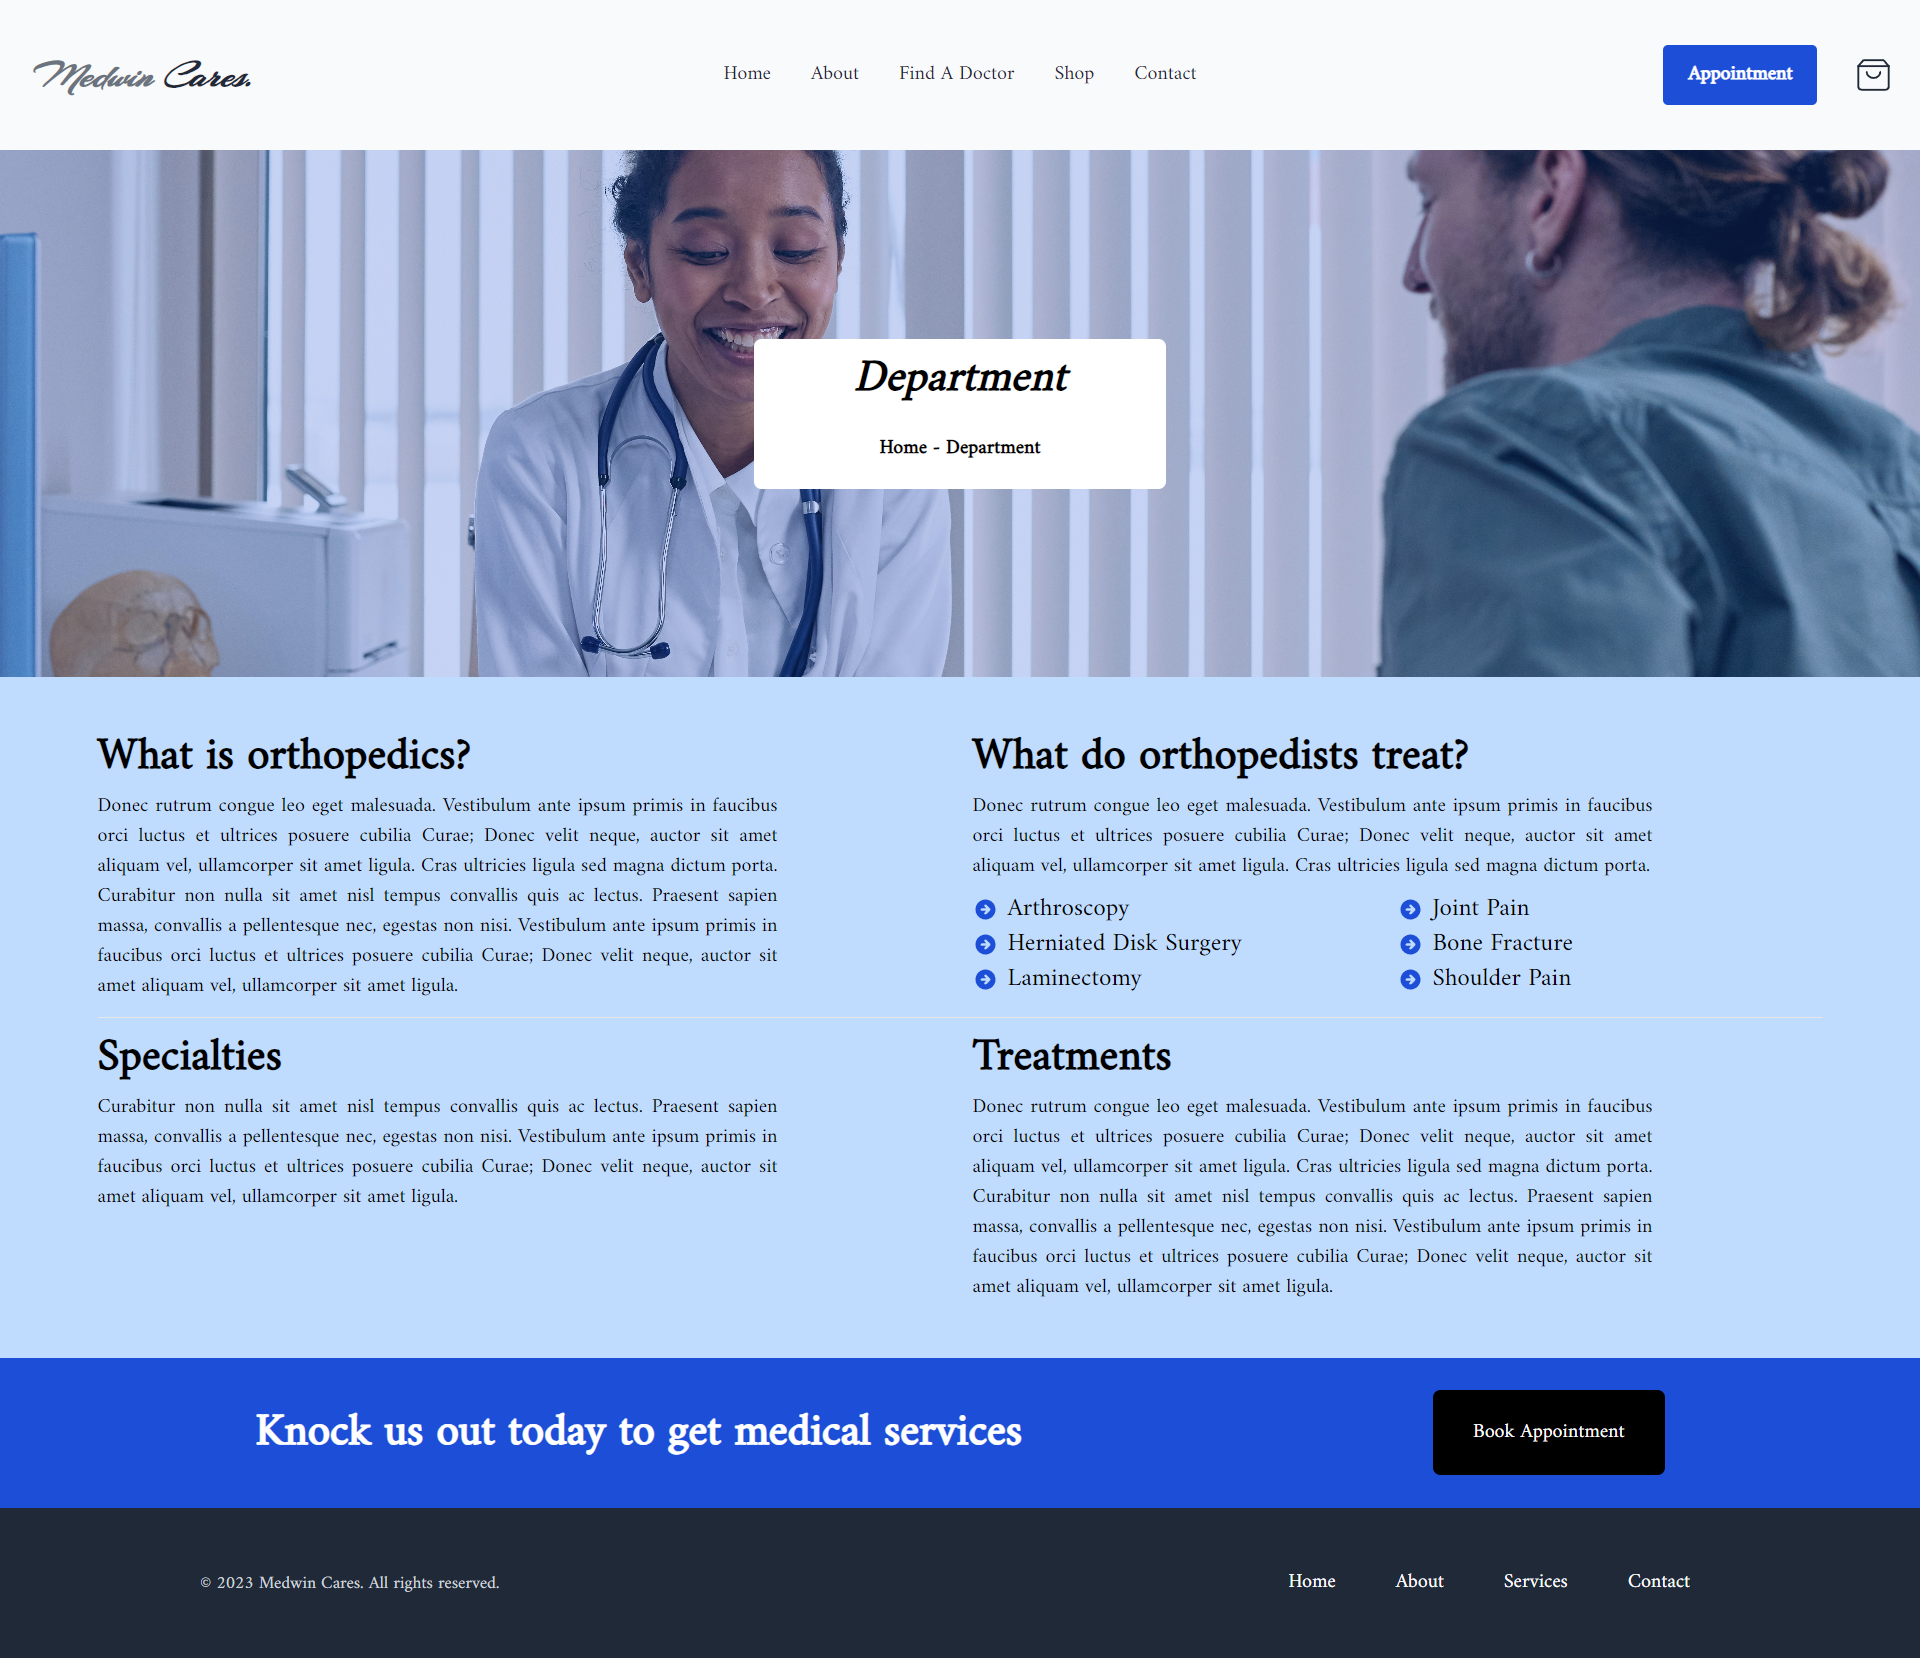 Medwin Cares.
Home About Find A Doctor Shop Contact
Appointment
Department
Home - Department
What is orthopedics?
Donec rutrum congue leo eget malesuada. Vestibulum ante ipsum primis in faucibus
orci luctus et ultrices posuere cubilia Curae; Donec velit neque, auctor sit amet
aliquam vel, ullamcorper sit amet ligula. Cras ultricies ligula sed magna dictum porta.
Curabitur non nulla sit amet nisl tempus convallis quis ac lectus. Praesent sapien
massa, convallis a pellentesque nec, egestas non nisi. Vestibulum ante ipsum primis in
faucibus orci luctus et ultrices posuere cubilia Curae; Donec velit neque, auctor sit
amet aliquam vel, ullamcorper sit amet ligula.
What do orthopedists treat?
Donec rutrum congue leo eget malesuada. Vestibulum ante ipsum primis in faucibus
orci luctus et ultrices posuere cubilia Curae; Donec velit neque, auctor sit amet
aliquam vel, ullamcorper sit amet ligula. Cras ultricies ligula sed magna dictum porta.
Arthroscopy
Herniated Disk Surgery
Laminectomy
Joint Pain
Bone Fracture
Shoulder Pain
Specialties
Curabitur non nulla sit amet nisl tempus convallis quis ac lectus. Praesent sapien
massa, convallis a pellentesque nec, egestas non nisi. Vestibulum ante ipsum primis in
faucibus orci luctus et ultrices posuere cubilia Curae; Donec velit neque, auctor sit
amet aliquam vel, ullamcorper sit amet ligula.
Treatments
Donec rutrum congue leo eget malesuada. Vestibulum ante ipsum primis in faucibus
orci luctus et ultrices posuere cubilia Curae; Donec velit neque, auctor sit amet
aliquam vel, ullamcorper sit amet ligula. Cras ultricies ligula sed magna dictum porta.
Curabitur non nulla sit amet nisl tempus convallis quis ac lectus. Praesent sapien
massa, convallis a pellentesque nec, egestas non nisi. Vestibulum ante ipsum primis in
faucibus orci luctus et ultrices posuere cubilia Curae; Donec velit neque, auctor sit
amet aliquam vel, ullamcorper sit amet ligula.
Knock us out today to get medical services
Book Appointment
© 2023 Medwin Cares. All rights reserved.
Home About Services Contact